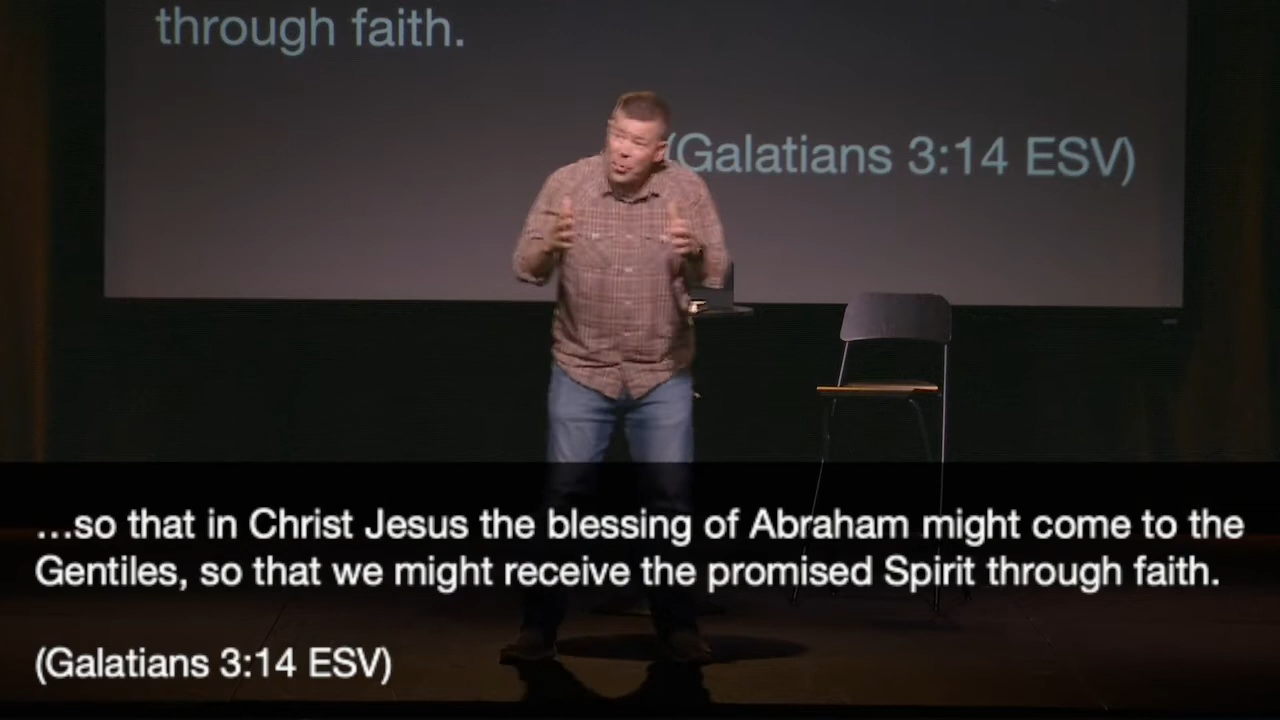 through faith.
(Galatians 3:14 ESV)
…so that in Christ Jesus the blessing of Abraham might come to the
Gentiles, so that we might receive the promised Spirit through faith.
(Galatians 3:14 ESV)